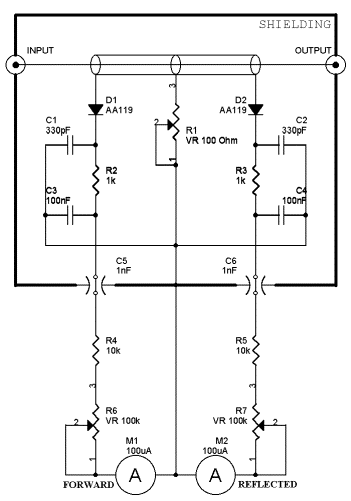 SHIELDING
INPUT
OUTPUT
D1
AA119
3
D2
AA119
C1
330pF
2
R1
VR 100 Ohm
C2
330pF
1
R2
1k
R3
1k
C3
100nF
C4
100nF
C5
1nF
C6
1nF
R4
10k
R5
10k
3
3
R6
VR 100k
R7
VR 100k
2
2
1
1
M1
100uA
M2
100uA
A
A
FORWARD
REFLECTED